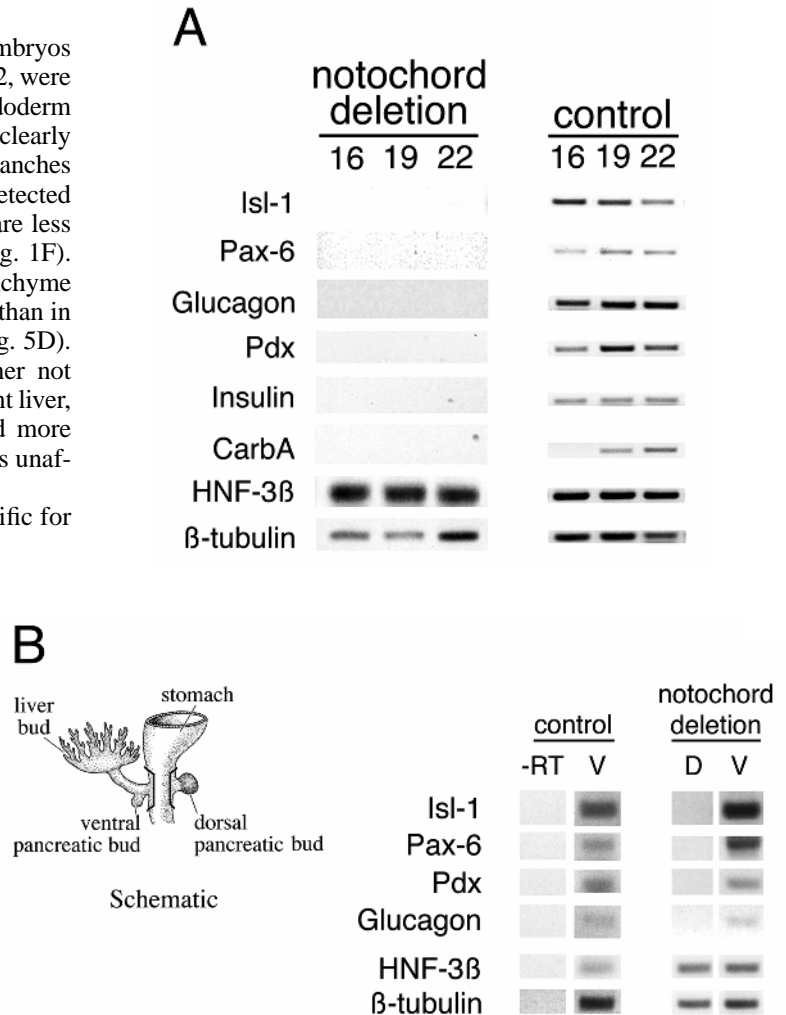 A
mbryos
2, were
doderm
clearly
anches
etected
are less
g. 1F).
chyme
than in
g. 5D).
her not
nt liver,
d more
s unaf-
ific for
notochord
deletion
control
16 19 22
16 19 22
Isl-1
Pax-6
Glucagon
Pdx
Insulin
CarbA
HNF-3ß
ß-tubulin
B
liver
bud
stomach
ventral
pancreatic bud
dorsal
pancreatic bud
Schematic
control
notochord
deletion
-RT V
D V
Isl-1
Pax-6
Pdx
Glucagon
HNF-3ß
ß-tubulin